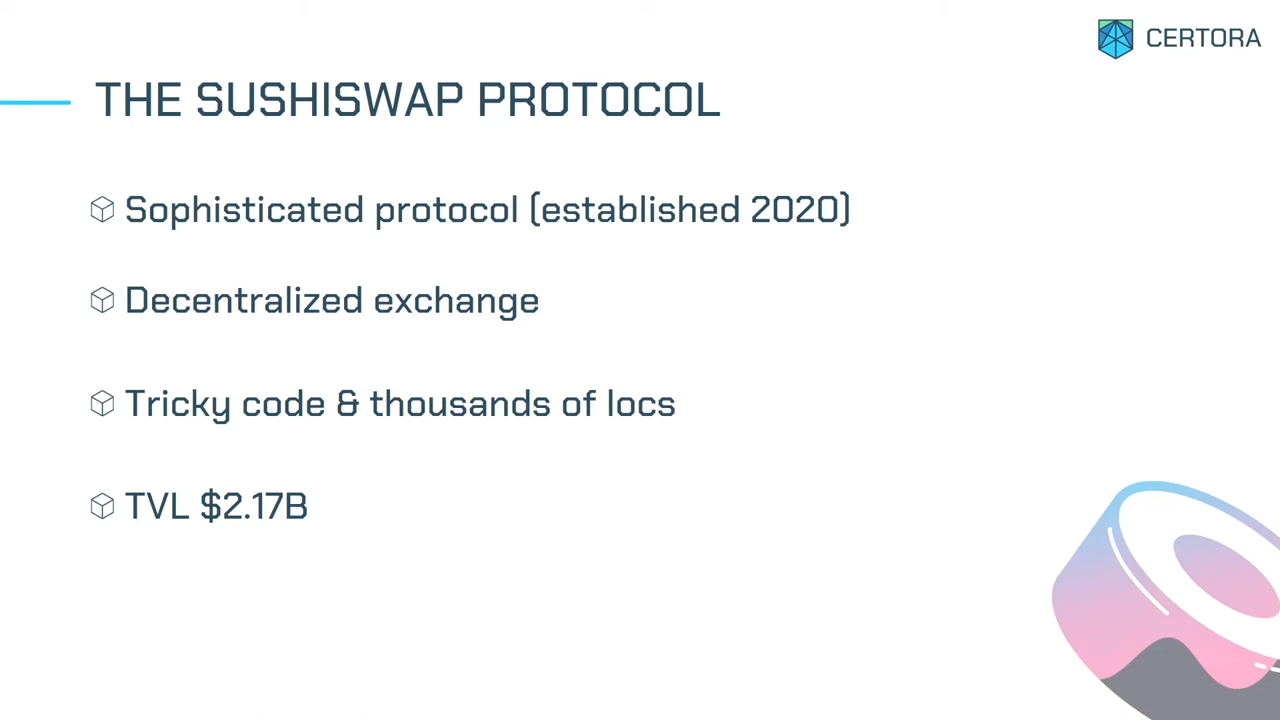 CERTORA
THE SUSHISWAP PROTOCOL
Sophisticated protocol (established 2020)
Decentralized exchange
Tricky code & thousands of locs
TVL $2.17B